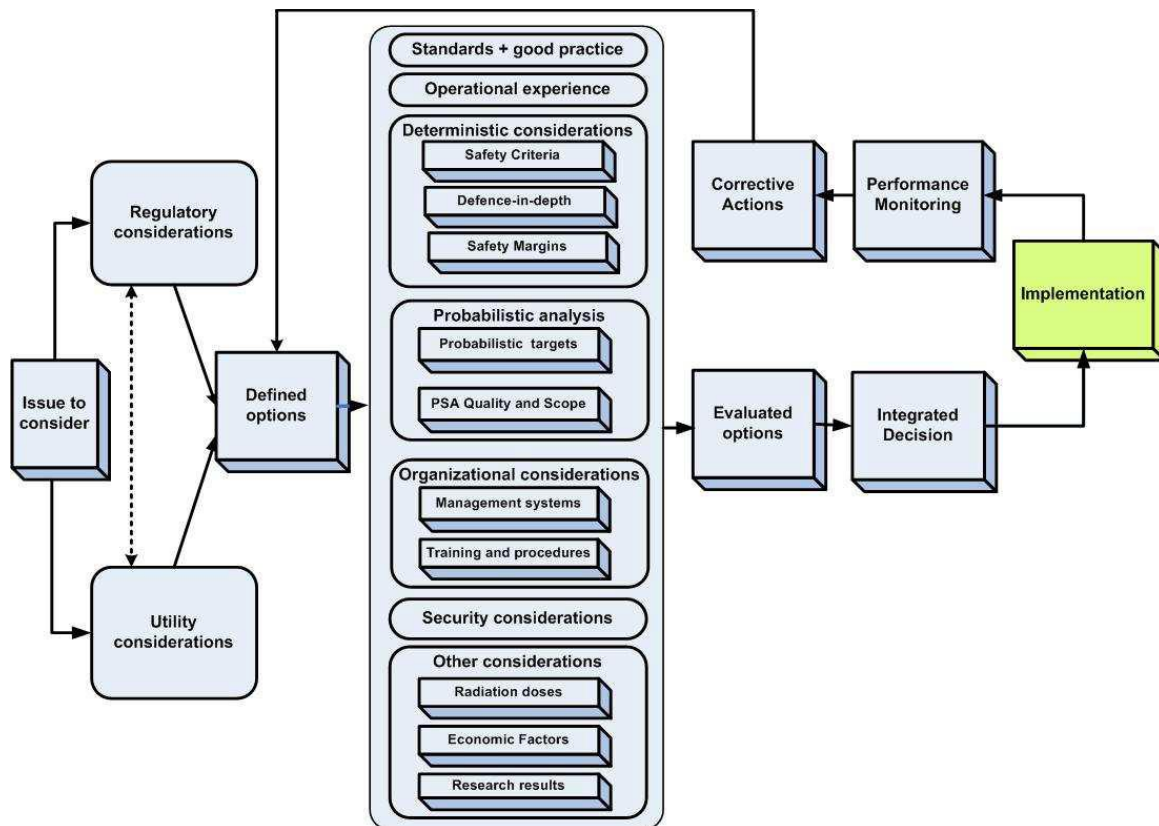 Issue to
consider
Regulatory
considerations
Utility
considerations
Defined
options
Standards + good practice
Operational experience
Deterministic considerations
Safety Criteria
Defence-in-depth
Safety Margins
Probabilistic analysis
Probabilistic targets
PSA Quality and Scope
Organizational considerations
Management systems
Training and procedures
Security considerations
Other considerations
Radiation doses
Economic Factors
Research results
Evaluated
options
Integrated
Decision
Implementation
Performance
Monitoring
Corrective
Actions